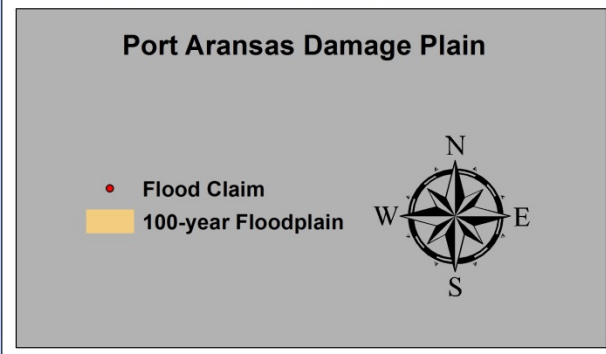 Port Aransas Damage Plain
N
Flood Claim
100-year Floodplain
W E
S